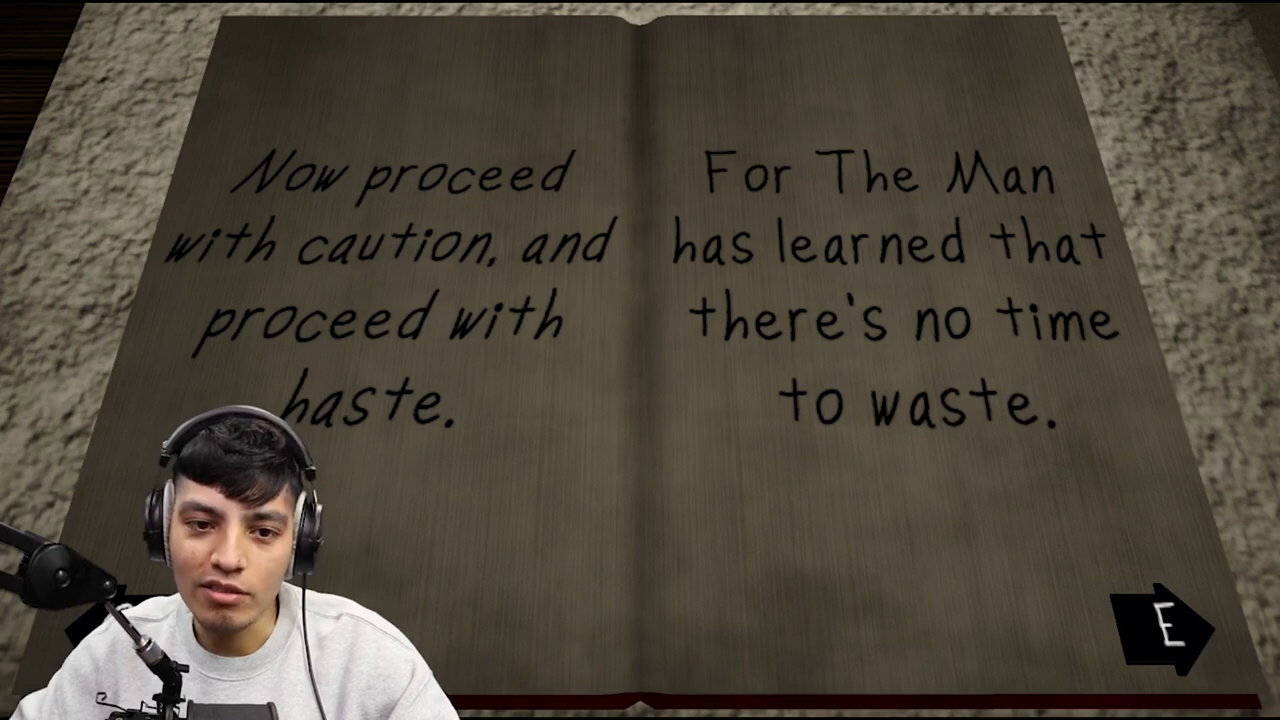 Now proceed
with caution, and
proceed with
haste.
For The Man
has learned that
there's no time
to waste.
E